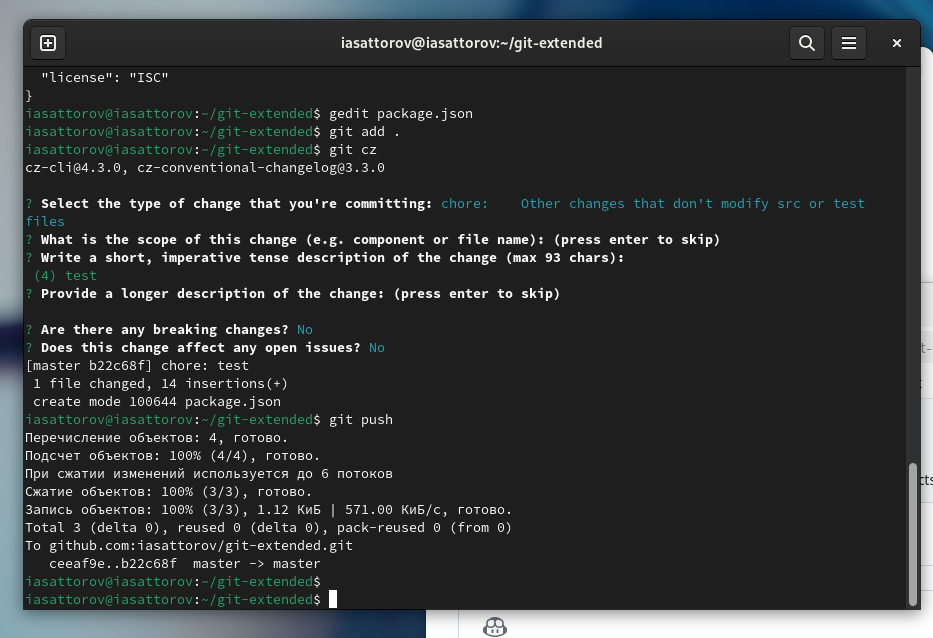 iasattorov@iasattorov:~/git-extended
"license": "ISC"
}
iasattorov@iasattorov:~/git-extended$ gedit package.json
iasattorov@iasattorov:~/git-extended$ git add .
iasattorov@iasattorov:~/git-extended$ git cz
cz-cli@4.3.0, cz-conventional-changelog@3.3.0
? Select the type of change that you're committing: chore:    Other changes that don't modify src or test
files
? What is the scope of this change (e.g. component or file name): (press enter to skip)
? Write a short, imperative tense description of the change (max 93 chars):
(4) test
? Provide a longer description of the change: (press enter to skip)
? Are there any breaking changes? No
? Does this change affect any open issues? No
[master b22c68f] chore: test
1 file changed, 14 insertions(+)
create mode 100644 package.json
iasattorov@iasattorov:~/git-extended$ git push
Перечисление объектов: 4, готово.
Подсчет объектов: 100% (4/4), готово.
При сжатии изменений используется до 6 потоков
Сжатие объектов: 100% (3/3), готово.
Запись объектов: 100% (3/3), 1.12 КиБ | 571.00 КиБ/с, готово.
Total 3 (delta 0), reused 0 (delta 0), pack-reused 0 (from 0)
To github.com:iasattorov/git-extended.git
ceeaf9e..b22c68f  master -> master
iasattorov@iasattorov:~/git-extended$
iasattorov@iasattorov:~/git-extended$